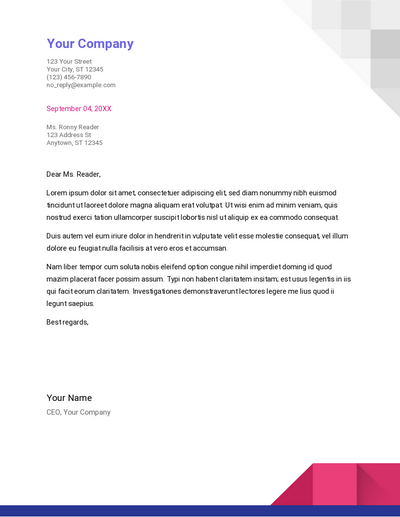 Your Company
123 Your Street
Your City, ST 12345
(123) 456-7890
no_reply@example.com
September 04, 20XX
Ms. Ronny Reader
123 Address St
Anytown, ST 12345
Dear Ms. Reader,
Lorem ipsum dolor sit amet, consectetuer adipiscing elit, sed diam nonummy nibh euismod
tincidunt ut laoreet dolore magna aliquam erat volutpat. Ut wisi enim ad minim veniam, quis
nostrud exerci tation ullamcorper suscipit lobortis nisl ut aliquip ex ea commodo consequat.
Duis autem vel eum iriure dolor in hendrerit in vulputate velit esse molestie consequat, vel illum
dolore eu feugiat nulla facilisis at vero eros et accumsan.
Nam liber tempor cum soluta nobis eleifend option congue nihil imperdiet doming id quod
mazim placerat facer possim assum. Typi non habent claritatem insitam; est usus legentis in iis
qui facit eorum claritatem. Investigationes demonstraverunt lectores legere me lius quod ii
legunt saepius.
Best regards,
Your Name
CEO, Your Company